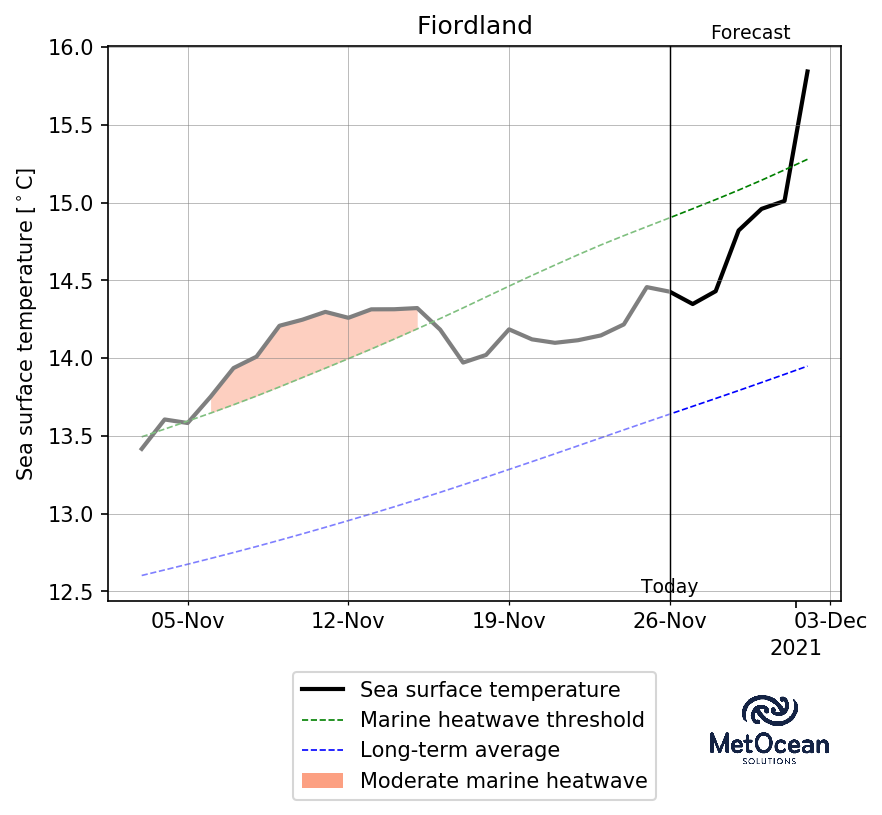 Fiordland
Forecast
16.0
15.5
15.0
14.5
14.0
13.5
13.0
12.5
Sea surface temperature [°C]
Today
05-Nov
12-Nov
19-Nov
26-Nov
03-Dec
2021
Sea surface temperature
Marine heatwave threshold
Long-term average
Moderate marine heatwave
MetOcean
SOLUTIONS